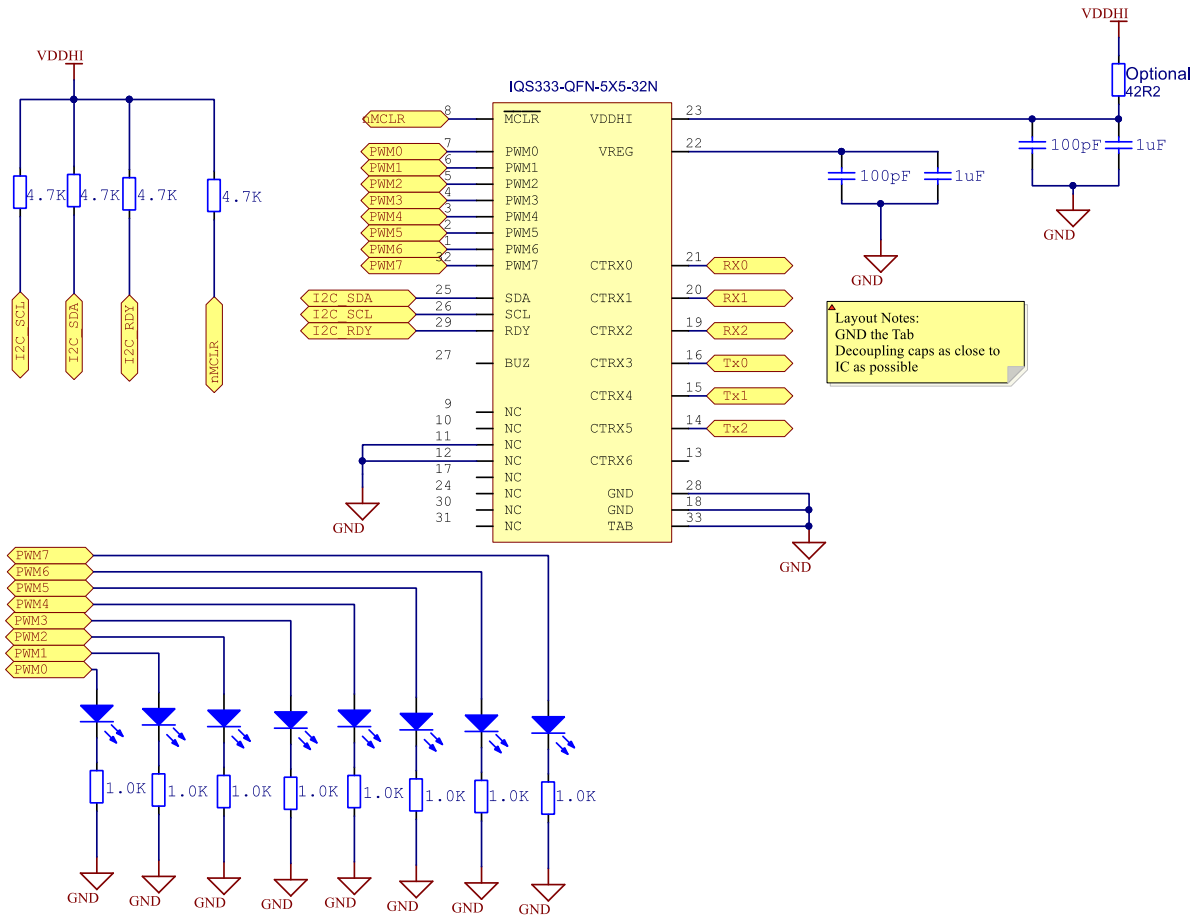 VDDHI
4.7K
4.7K
4.7K
4.7K
I2C_SCL
I2C_SDA
I2C_RDY
nMCLR
IQS333-QFN-5X5-32N
nMCLR
8
MCLR
PWM0
7
PWM0
PWM1
6
PWM1
PWM2
5
PWM2
PWM3
4
PWM3
PWM4
3
PWM4
PWM5
2
PWM5
PWM6
1
PWM6
PWM7
32
PWM7
I2C_SDA
25
SDA
I2C_SCL
26
SCL
I2C_RDY
29
RDY
27
BUZ
9
NC
10
NC
11
NC
12
NC
17
NC
24
NC
30
NC
31
NC
GND
VDDHI
23
VREG
22
CTRX0
21
RX0
CTRX1
20
RX1
CTRX2
19
RX2
CTRX3
16
Tx0
CTRX4
15
Tx1
CTRX5
14
Tx2
CTRX6
13
GND
28
GND
18
TAB
33
GND
VDDHI
Optional
42R2
100pF
1uF
GND
100pF
1uF
GND
Layout Notes:
GND the Tab
Decoupling caps as close to
IC as possible
PWM7
PWM6
PWM5
PWM4
PWM3
PWM2
PWM1
PWM0
1.0K
1.0K
1.0K
1.0K
1.0K
1.0K
1.0K
1.0K
GND
GND
GND
GND
GND
GND
GND
GND